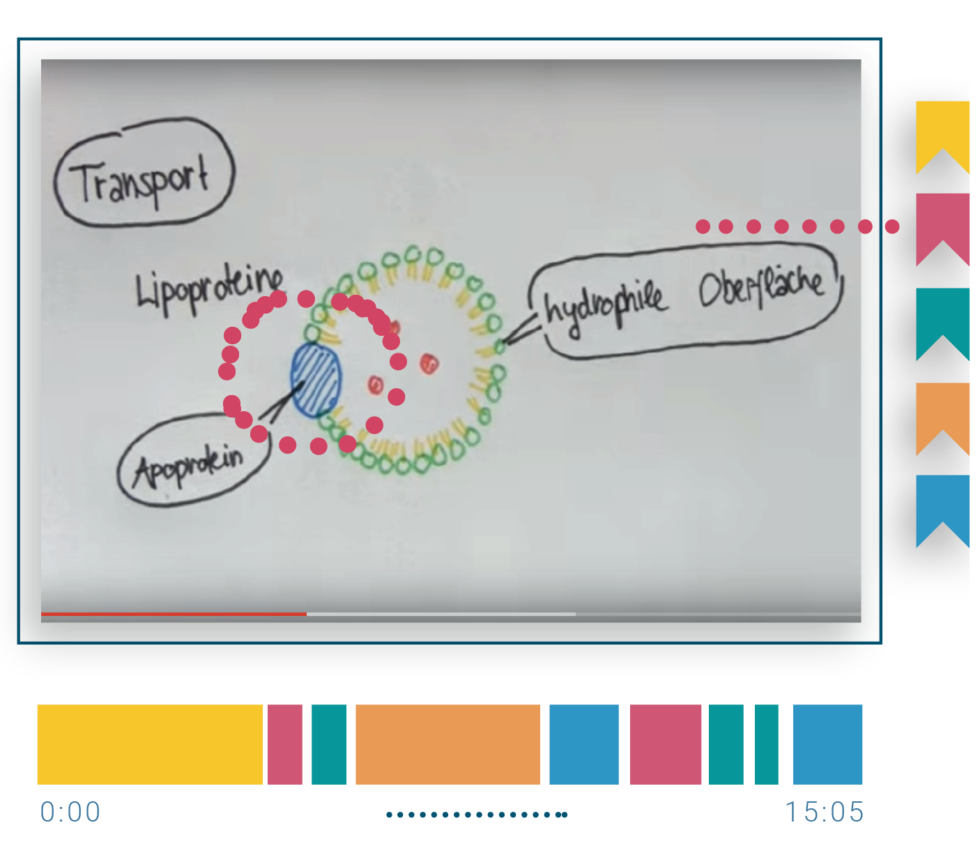 Transport
Lipoproteine
hydrophile Oberfläche
Apoprotein
0:00
15:05